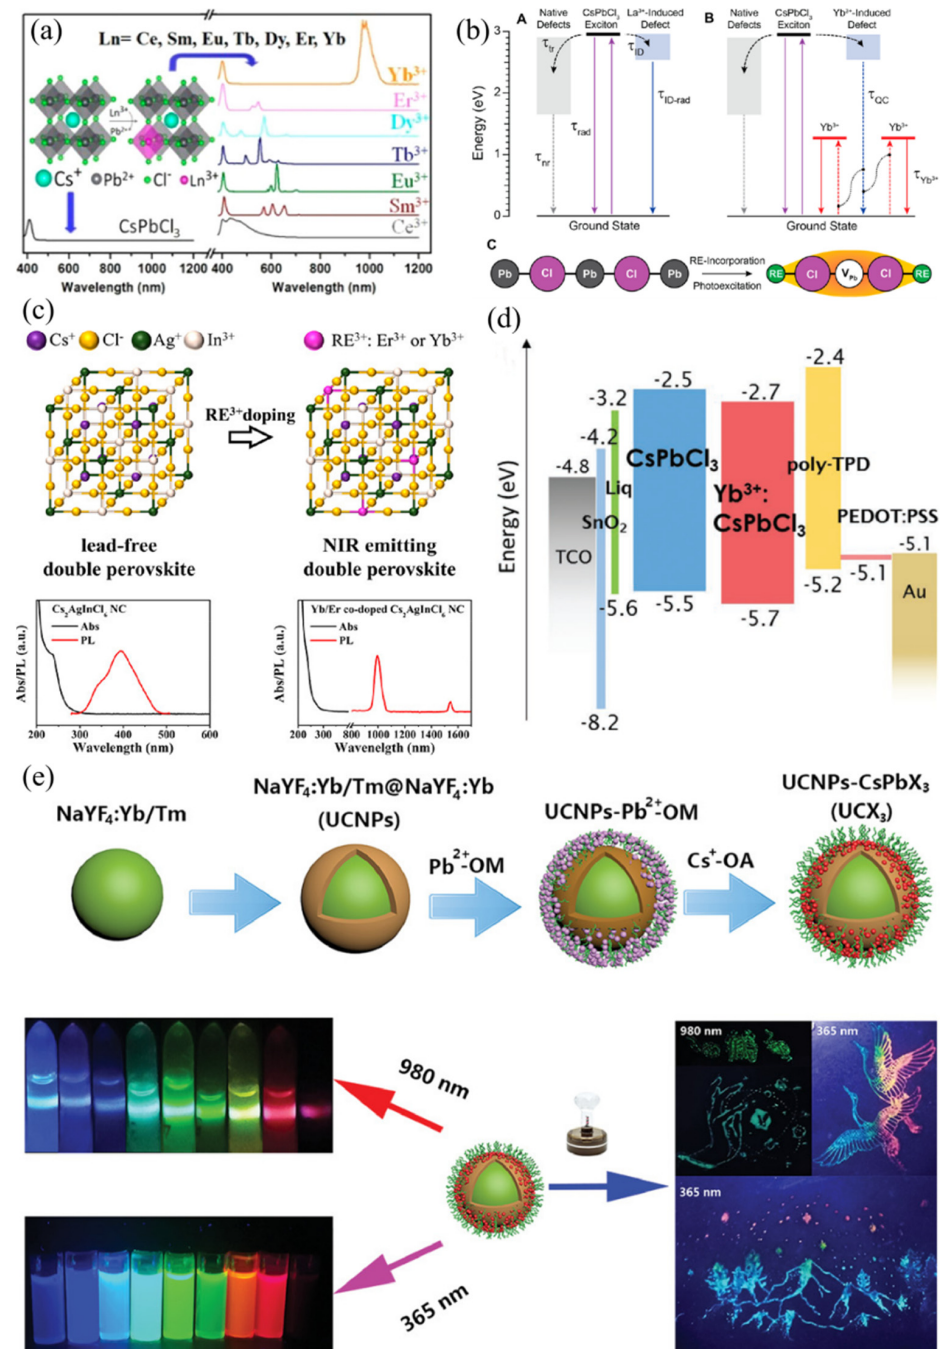 (a)
Ln= Ce, Sm, Eu, Tb, Dy, Er, Yb
Ln³⁺
Pb²⁺
Cs⁺ Pb²⁺ Cl⁻ Ln³⁺
CsPbCl₃
Yb³⁺
Er³⁺
Dy³⁺
Tb³⁺
Eu³⁺
Sm³⁺
Ce³⁺
400 600 800 1000 1200 400 600 800 1000 1200
Wavelength (nm) Wavelength (nm)
(b)
A
Native Defects
CsPbCl₃ Exciton
La³⁺-Induced Defect
Energy (eV)
3
2
1
0
τtr
τID
τrad
τID-rad
τnr
Ground State
B
Native Defects
CsPbCl₃ Exciton
Yb³⁺-Induced Defect
τQC
Yb³⁺ Yb³⁺
τYb³⁺
Ground State
C
Pb Cl Pb Cl Pb
RE-Incorporation
Photoexcitation
RE Cl VPb Cl RE
(c)
Cs⁺ Cl⁻ Ag⁺ In³⁺
RE³⁺: Er³⁺ or Yb³⁺
RE³⁺doping
lead-free
double perovskite
NIR emitting
double perovskite
Cs₂AgInCl₆ NC
Abs
PL
Abs/PL (a.u.)
200 300 400 500 600
Wavelength (nm)
Yb/Er co-doped Cs₂AgInCl₆ NC
Abs
PL
Abs/PL (a.u.)
200 400 600 800 1000 1200 1400 1600
Wavenelgth (nm)
(d)
Energy (eV)
-4.8
TCO
-4.2
SnO₂
-8.2
-3.2
Liq
-5.6
-2.5
CsPbCl₃
-5.5
-2.7
Yb³⁺:
CsPbCl₃
-5.7
-2.4
poly-TPD
-5.2
PEDOT:PSS
-5.1
-5.1
Au
(e)
NaYF₄:Yb/Tm
NaYF₄:Yb/Tm@NaYF₄:Yb
(UCNPs)
Pb²⁺-OM
UCNPs-Pb²⁺-OM
Cs⁺-OA
UCNPs-CsPbX₃
(UCX₃)
980 nm
365 nm
980 nm
365 nm
365 nm